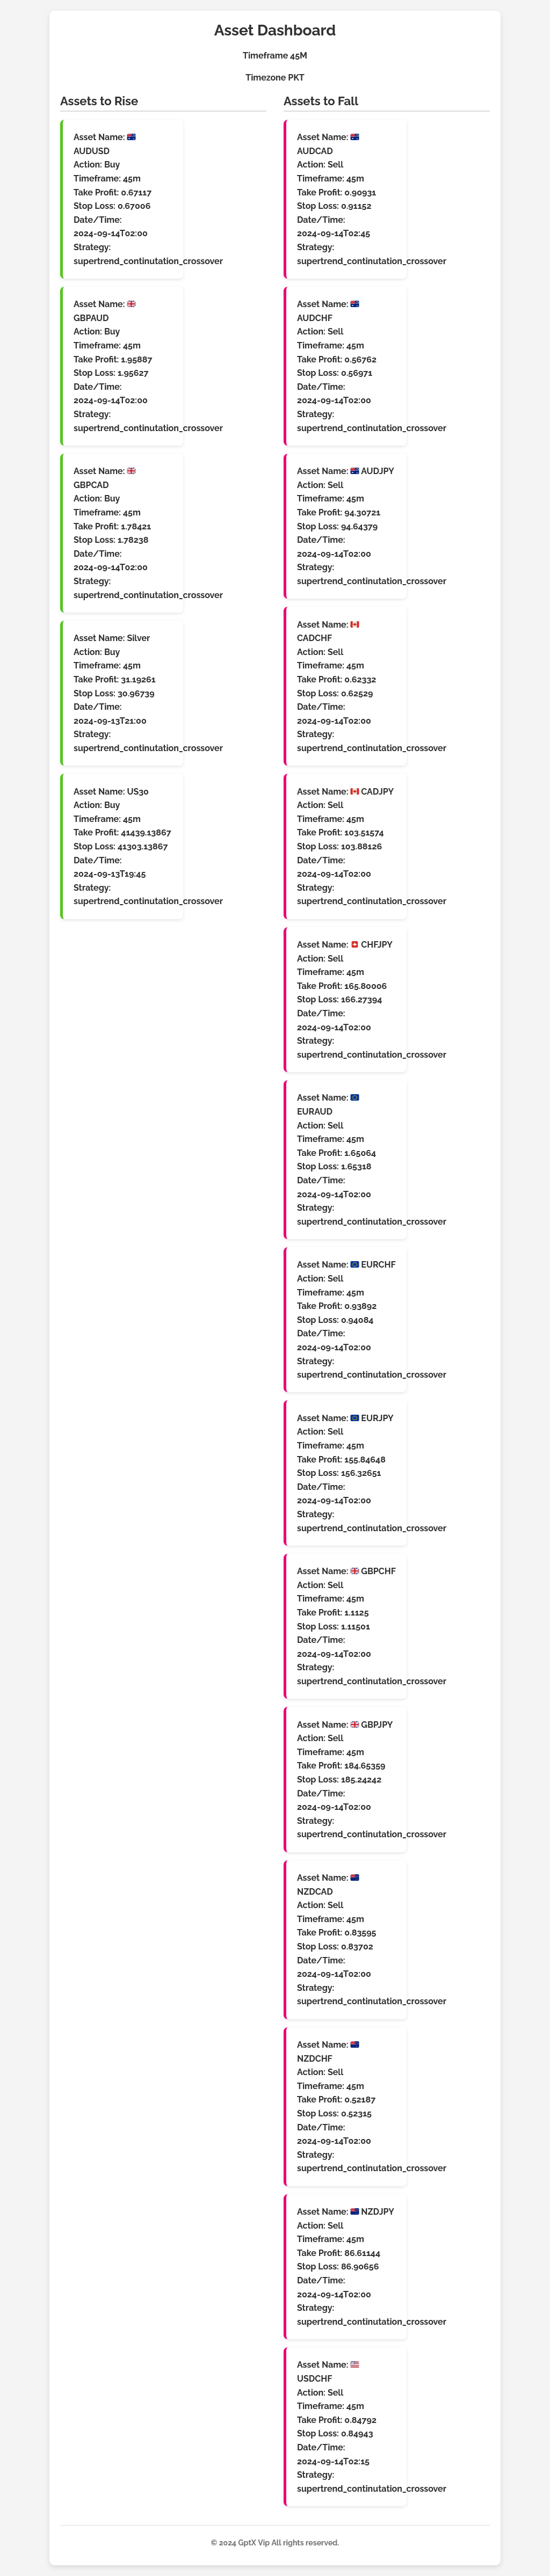 Asset Dashboard
Timeframe 45M
Timezone PKT
Assets to Rise
Asset Name:
AUDUSD
Action: Buy
Timeframe: 45m
Take Profit: 0.67117
Stop Loss: 0.67006
Date/Time:
2024-09-14T02:00
Strategy:
supertrend_continutation_crossover
Asset Name:
GBPAUD
Action: Buy
Timeframe: 45m
Take Profit: 1.95887
Stop Loss: 1.95627
Date/Time:
2024-09-14T02:00
Strategy:
supertrend_continutation_crossover
Asset Name:
GBPCAD
Action: Buy
Timeframe: 45m
Take Profit: 1.78421
Stop Loss: 1.78238
Date/Time:
2024-09-14T02:00
Strategy:
supertrend_continutation_crossover
Asset Name: Silver
Action: Buy
Timeframe: 45m
Take Profit: 31.19261
Stop Loss: 30.96739
Date/Time:
2024-09-13T21:00
Strategy:
supertrend_continutation_crossover
Asset Name: US30
Action: Buy
Timeframe: 45m
Take Profit: 41439.13867
Stop Loss: 41303.13867
Date/Time:
2024-09-13T19:45
Strategy:
supertrend_continutation_crossover
Assets to Fall
Asset Name:
AUDCAD
Action: Sell
Timeframe: 45m
Take Profit: 0.90931
Stop Loss: 0.91152
Date/Time:
2024-09-14T02:45
Strategy:
supertrend_continutation_crossover
Asset Name:
AUDCHF
Action: Sell
Timeframe: 45m
Take Profit: 0.56762
Stop Loss: 0.56971
Date/Time:
2024-09-14T02:00
Strategy:
supertrend_continutation_crossover
Asset Name: AUDJPY
Action: Sell
Timeframe: 45m
Take Profit: 94.30721
Stop Loss: 94.64379
Date/Time:
2024-09-14T02:00
Strategy:
supertrend_continutation_crossover
Asset Name:
CADCHF
Action: Sell
Timeframe: 45m
Take Profit: 0.62332
Stop Loss: 0.62529
Date/Time:
2024-09-14T02:00
Strategy:
supertrend_continutation_crossover
Asset Name: CADJPY
Action: Sell
Timeframe: 45m
Take Profit: 103.51574
Stop Loss: 103.88126
Date/Time:
2024-09-14T02:00
Strategy:
supertrend_continutation_crossover
Asset Name: CHFJPY
Action: Sell
Timeframe: 45m
Take Profit: 165.80006
Stop Loss: 166.27394
Date/Time:
2024-09-14T02:00
Strategy:
supertrend_continutation_crossover
Asset Name:
EURAUD
Action: Sell
Timeframe: 45m
Take Profit: 1.65064
Stop Loss: 1.65318
Date/Time:
2024-09-14T02:00
Strategy:
supertrend_continutation_crossover
Asset Name: EURCHF
Action: Sell
Timeframe: 45m
Take Profit: 0.93892
Stop Loss: 0.94084
Date/Time:
2024-09-14T02:00
Strategy:
supertrend_continutation_crossover
Asset Name: EURJPY
Action: Sell
Timeframe: 45m
Take Profit: 155.84648
Stop Loss: 156.32651
Date/Time:
2024-09-14T02:00
Strategy:
supertrend_continutation_crossover
Asset Name: GBPCHF
Action: Sell
Timeframe: 45m
Take Profit: 1.1125
Stop Loss: 1.11501
Date/Time:
2024-09-14T02:00
Strategy:
supertrend_continutation_crossover
Asset Name: GBPJPY
Action: Sell
Timeframe: 45m
Take Profit: 184.65359
Stop Loss: 185.24242
Date/Time:
2024-09-14T02:00
Strategy:
supertrend_continutation_crossover
Asset Name:
NZDCAD
Action: Sell
Timeframe: 45m
Take Profit: 0.83595
Stop Loss: 0.83702
Date/Time:
2024-09-14T02:00
Strategy:
supertrend_continutation_crossover
Asset Name:
NZDCHF
Action: Sell
Timeframe: 45m
Take Profit: 0.52187
Stop Loss: 0.52315
Date/Time:
2024-09-14T02:00
Strategy:
supertrend_continutation_crossover
Asset Name: NZDJPY
Action: Sell
Timeframe: 45m
Take Profit: 86.61144
Stop Loss: 86.90656
Date/Time:
2024-09-14T02:00
Strategy:
supertrend_continutation_crossover
Asset Name:
USDCHF
Action: Sell
Timeframe: 45m
Take Profit: 0.84792
Stop Loss: 0.84943
Date/Time:
2024-09-14T02:15
Strategy:
supertrend_continutation_crossover
© 2024 GptX Vip All rights reserved.